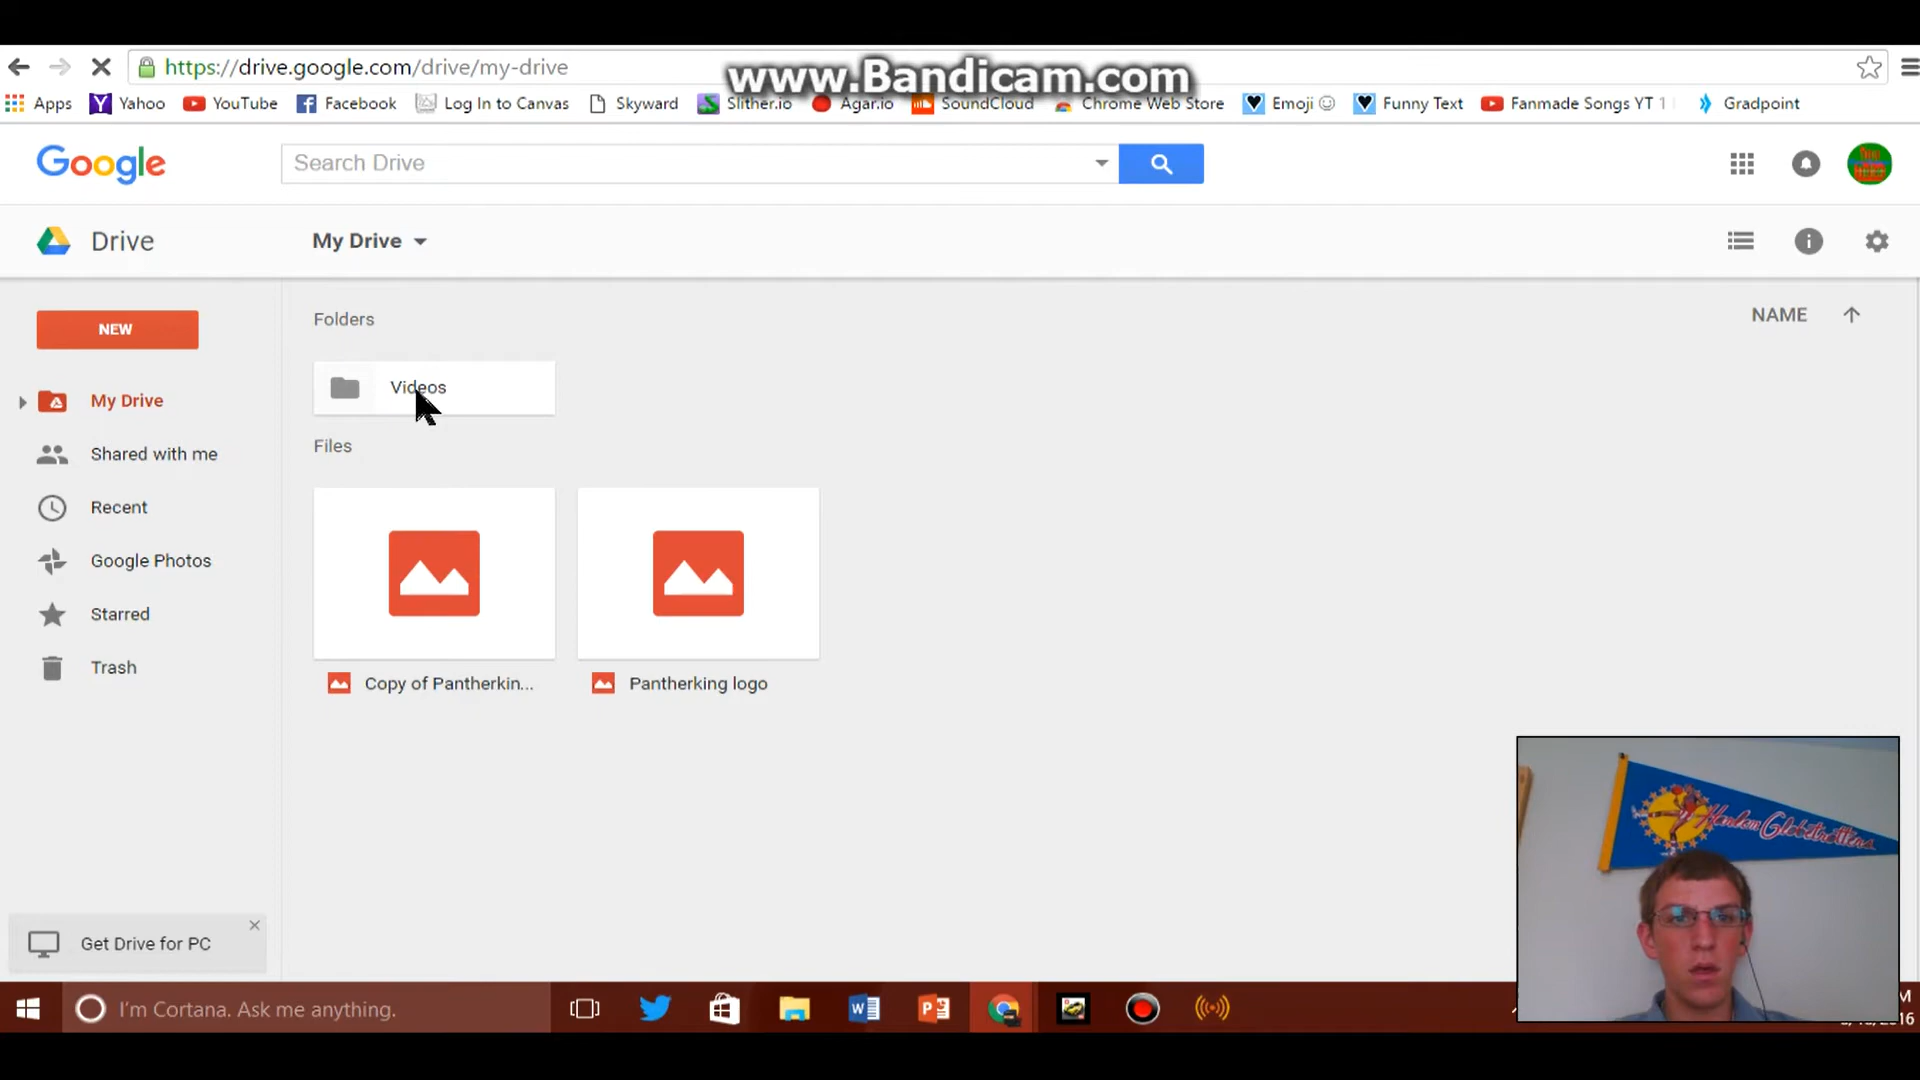 https://drive.google.com/drive/my-drive
www.Bandicam.com
Apps Yahoo YouTube Facebook Log In to Canvas Skyward Slither.io Agar.io SoundCloud Chrome Web Store Emoji ☺ Funny Text Fanmade Songs YT 1 Gradpoint
Google
Search Drive
Drive
My Drive
NEW
Folders
NAME
Videos
My Drive
Files
Shared with me
Recent
Google Photos
Starred
Trash
Copy of Pantherkin...
Pantherking logo
Harlem Globetrotters
Get Drive for PC
I'm Cortana. Ask me anything.